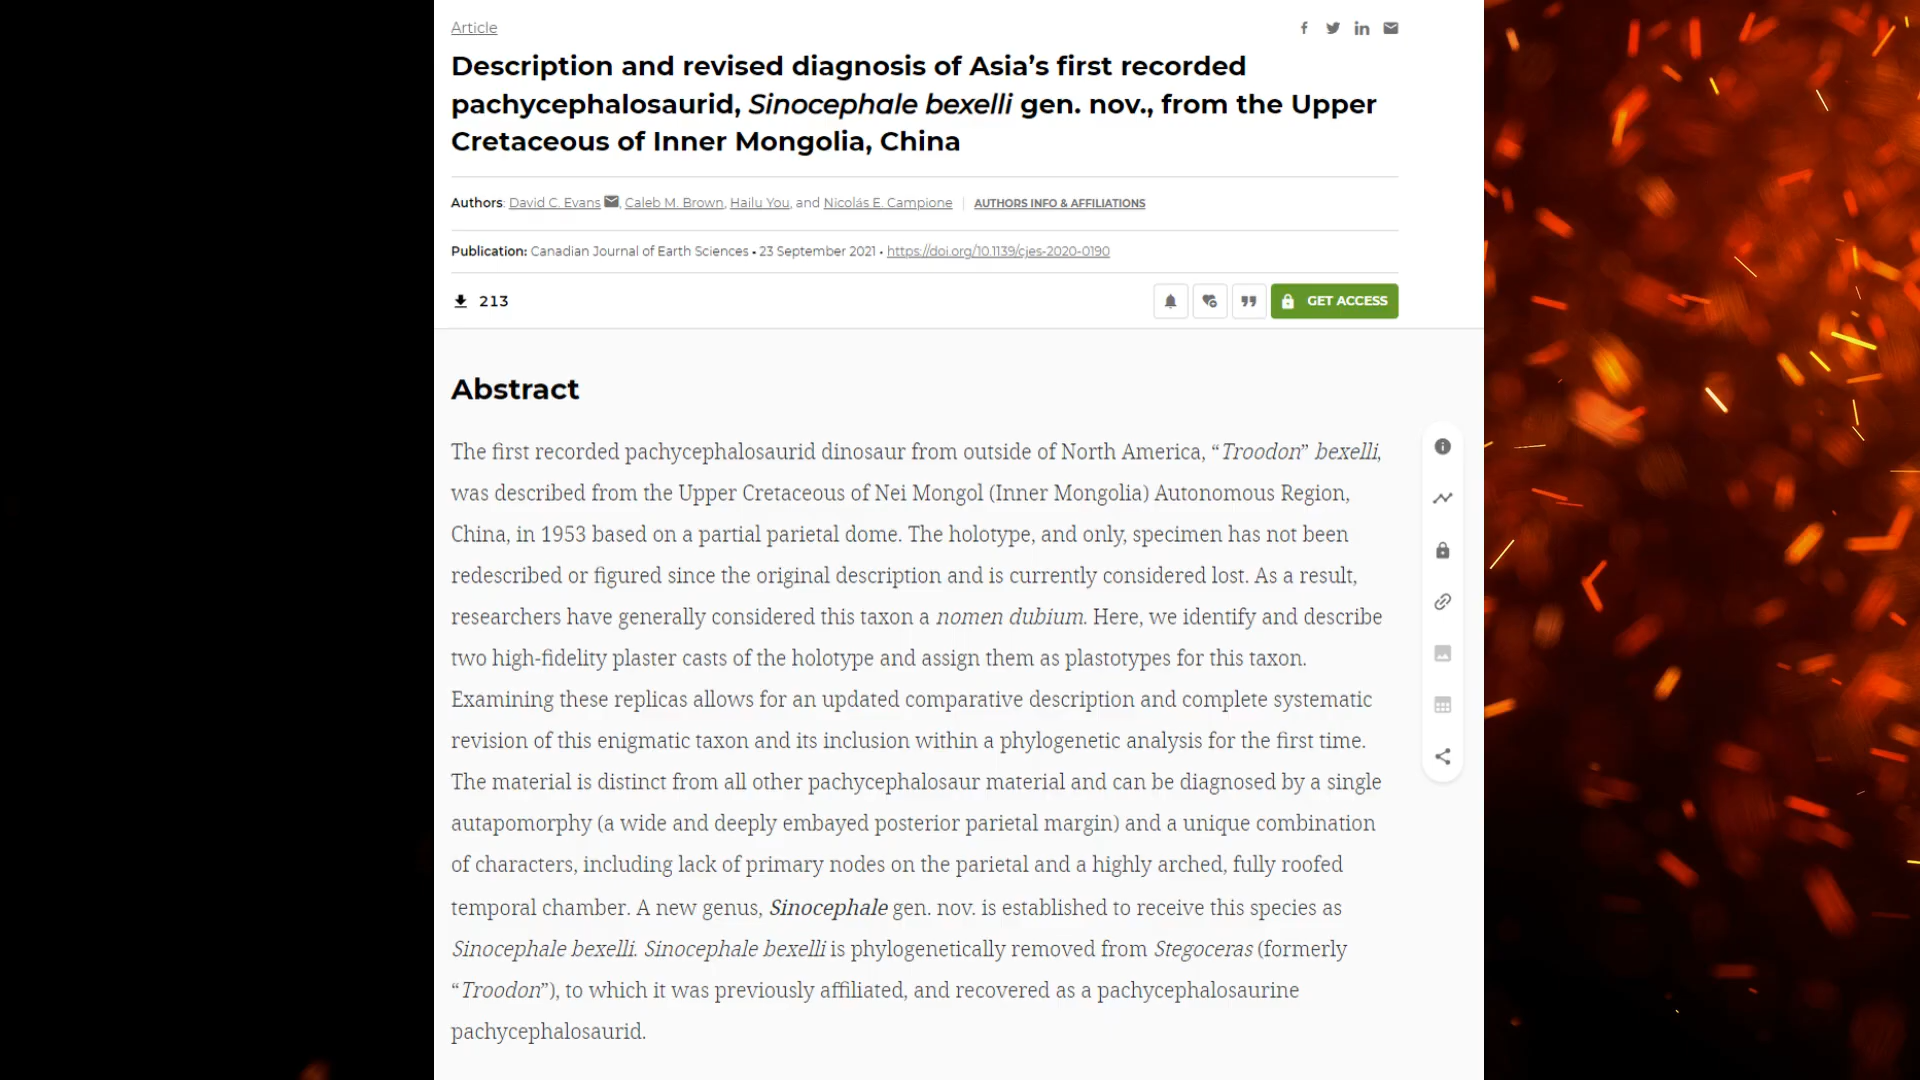 Article
Description and revised diagnosis of Asia’s first recorded
pachycephalosaurid, Sinocephale bexelli gen. nov., from the Upper
Cretaceous of Inner Mongolia, China
Authors: David C. Evans, Caleb M. Brown, Hailu You, and Nicolás E. Campione | AUTHORS INFO & AFFILIATIONS
Publication: Canadian Journal of Earth Sciences • 23 September 2021 • https://doi.org/10.1139/cjes-2020-0190
213
GET ACCESS
Abstract
The first recorded pachycephalosaurid dinosaur from outside of North America, “Troodon” bexelli,
was described from the Upper Cretaceous of Nei Mongol (Inner Mongolia) Autonomous Region,
China, in 1953 based on a partial parietal dome. The holotype, and only, specimen has not been
redescribed or figured since the original description and is currently considered lost. As a result,
researchers have generally considered this taxon a nomen dubium. Here, we identify and describe
two high-fidelity plaster casts of the holotype and assign them as plastotypes for this taxon.
Examining these replicas allows for an updated comparative description and complete systematic
revision of this enigmatic taxon and its inclusion within a phylogenetic analysis for the first time.
The material is distinct from all other pachycephalosaur material and can be diagnosed by a single
autapomorphy (a wide and deeply embayed posterior parietal margin) and a unique combination
of characters, including lack of primary nodes on the parietal and a highly arched, fully roofed
temporal chamber. A new genus, Sinocephale gen. nov. is established to receive this species as
Sinocephale bexelli. Sinocephale bexelli is phylogenetically removed from Stegoceras (formerly
“Troodon”), to which it was previously affiliated, and recovered as a pachycephalosaurine
pachycephalosaurid.